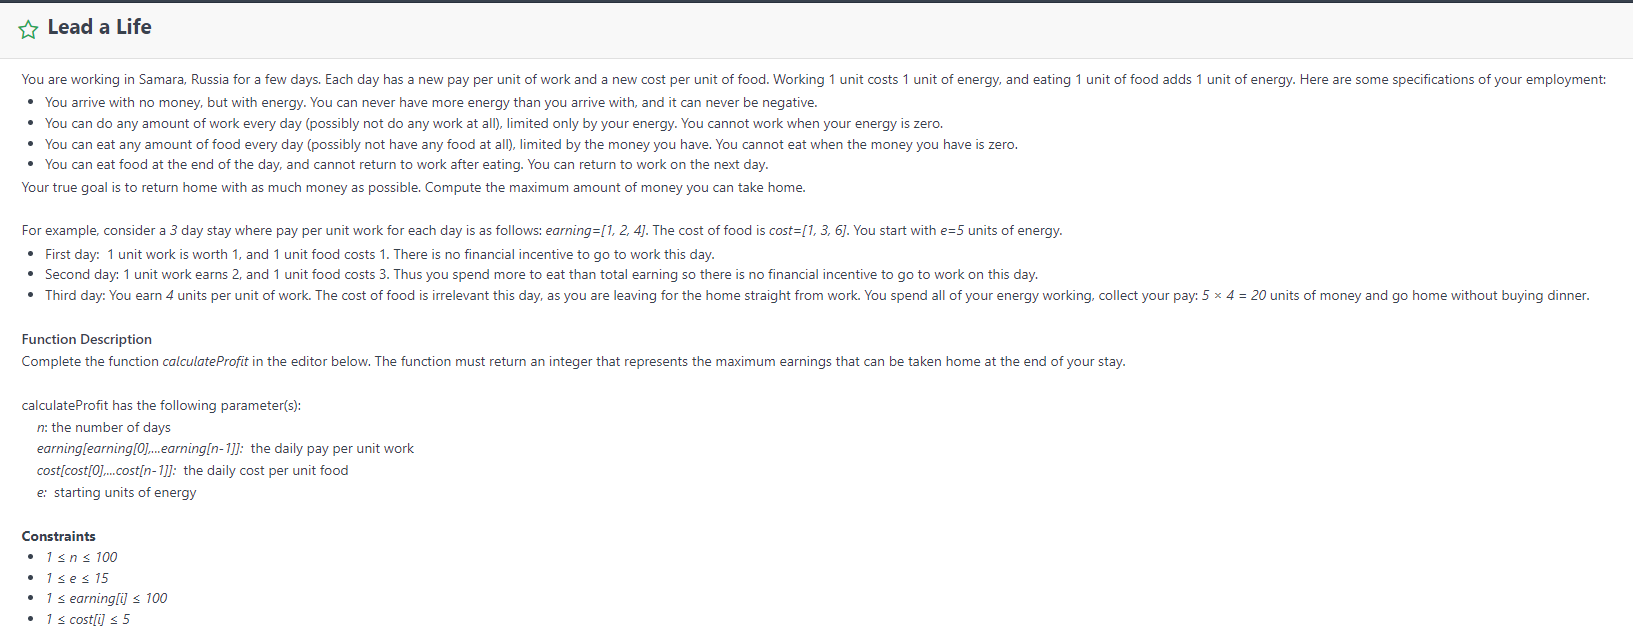 Lead a Life
You are working in Samara, Russia for a few days. Each day has a new pay per unit of work and a new cost per unit of food. Working 1 unit costs 1 unit of energy, and eating 1 unit of food adds 1 unit of energy. Here are some specifications of your employment:
• You arrive with no money, but with energy. You can never have more energy than you arrive with, and it can never be negative.
• You can do any amount of work every day (possibly not do any work at all), limited only by your energy. You cannot work when your energy is zero.
• You can eat any amount of food every day (possibly not have any food at all), limited by the money you have. You cannot eat when the money you have is zero.
• You can eat food at the end of the day, and cannot return to work after eating. You can return to work on the next day.
Your true goal is to return home with as much money as possible. Compute the maximum amount of money you can take home.
For example, consider a 3 day stay where pay per unit work for each day is as follows: earning=[1, 2, 4]. The cost of food is cost=[1, 3, 6]. You start with e=5 units of energy.
• First day: 1 unit work is worth 1, and 1 unit food costs 1. There is no financial incentive to go to work this day.
• Second day: 1 unit work earns 2, and 1 unit food costs 3. Thus you spend more to eat than total earning so there is no financial incentive to go to work on this day.
• Third day: You earn 4 units per unit of work. The cost of food is irrelevant this day, as you are leaving for the home straight from work. You spend all of your energy working, collect your pay: 5 × 4 = 20 units of money and go home without buying dinner.
Function Description
Complete the function calculateProfit in the editor below. The function must return an integer that represents the maximum earnings that can be taken home at the end of your stay.
calculateProfit has the following parameter(s):
n: the number of days
earning[earning[0],...earning[n-1]]: the daily pay per unit work
cost[cost[0],...cost[n-1]]: the daily cost per unit food
e: starting units of energy
Constraints
• 1 ≤ n ≤ 100
• 1 ≤ e ≤ 15
• 1 ≤ earning[i] ≤ 100
• 1 ≤ cost[i] ≤ 5